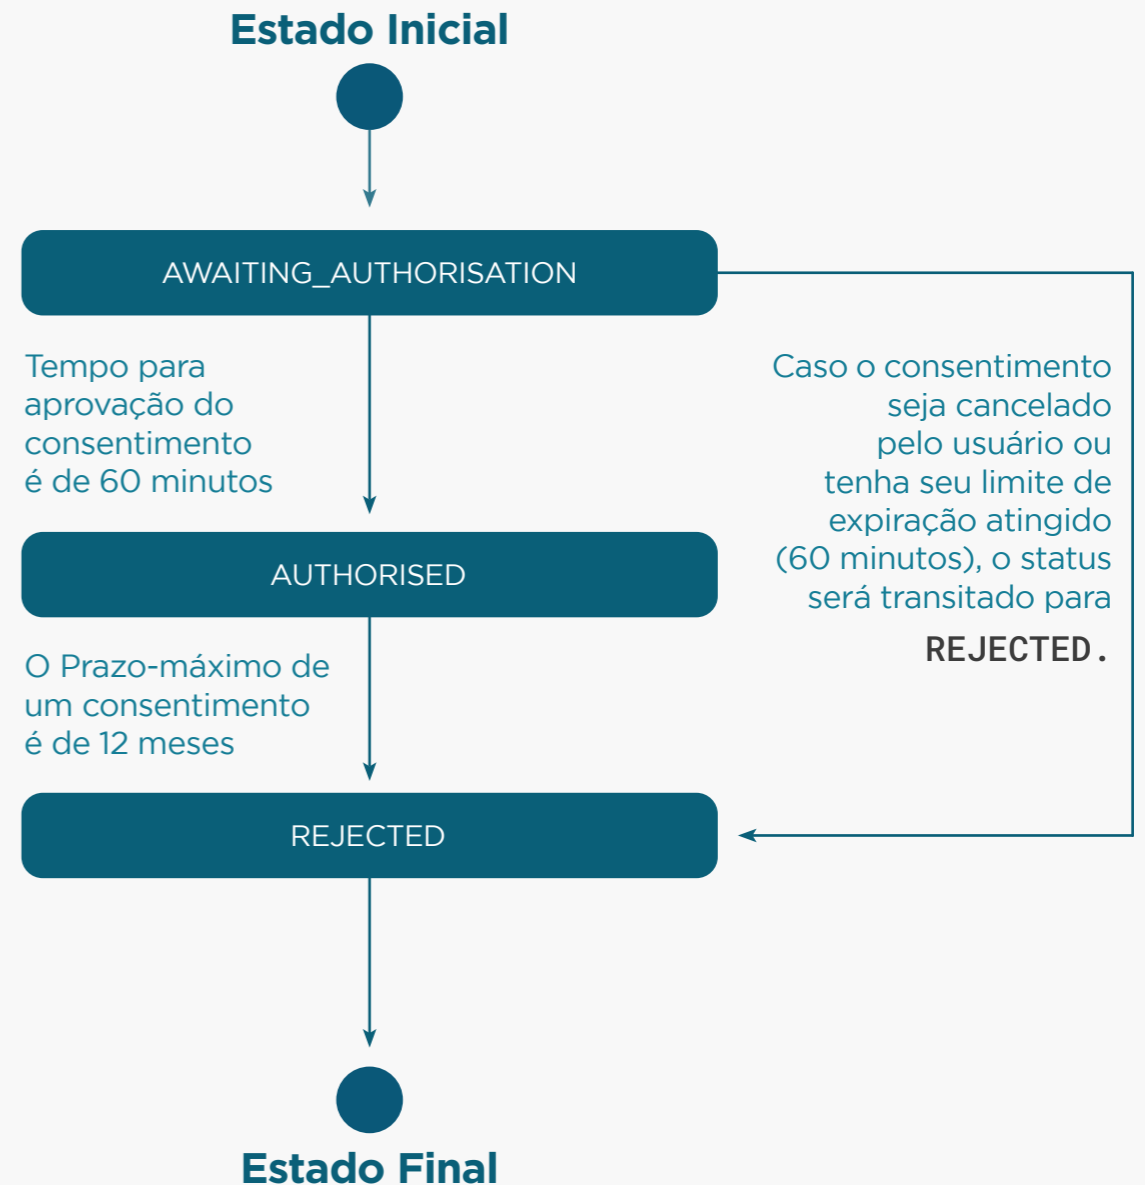 Estado Inicial
AWAITING_AUTHORISATION
Tempo para
aprovação do
consentimento
é de 60 minutos
Caso o consentimento
seja cancelado
pelo usuário ou
tenha seu limite de
expiração atingido
(60 minutos), o status
será transitado para
REJECTED.
AUTHORISED
O Prazo-máximo de
um consentimento
é de 12 meses
REJECTED
Estado Final